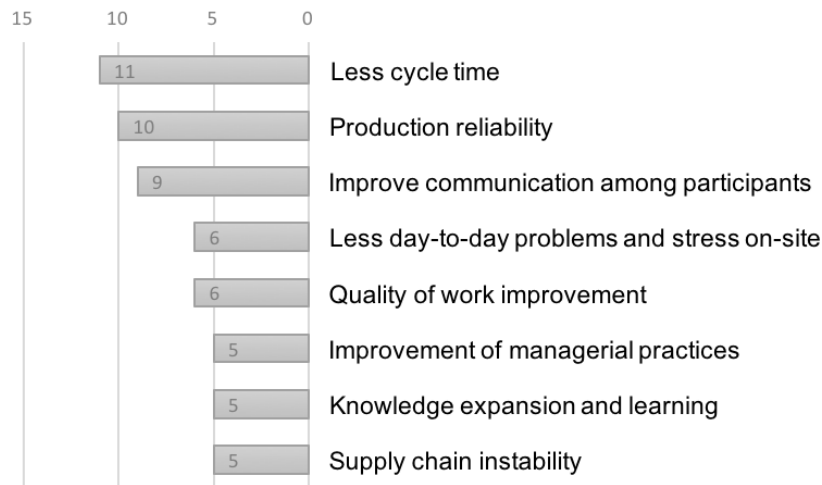 15 10 5 0
11 Less cycle time
10 Production reliability
9 Improve communication among participants
6 Less day-to-day problems and stress on-site
6 Quality of work improvement
5 Improvement of managerial practices
5 Knowledge expansion and learning
5 Supply chain instability